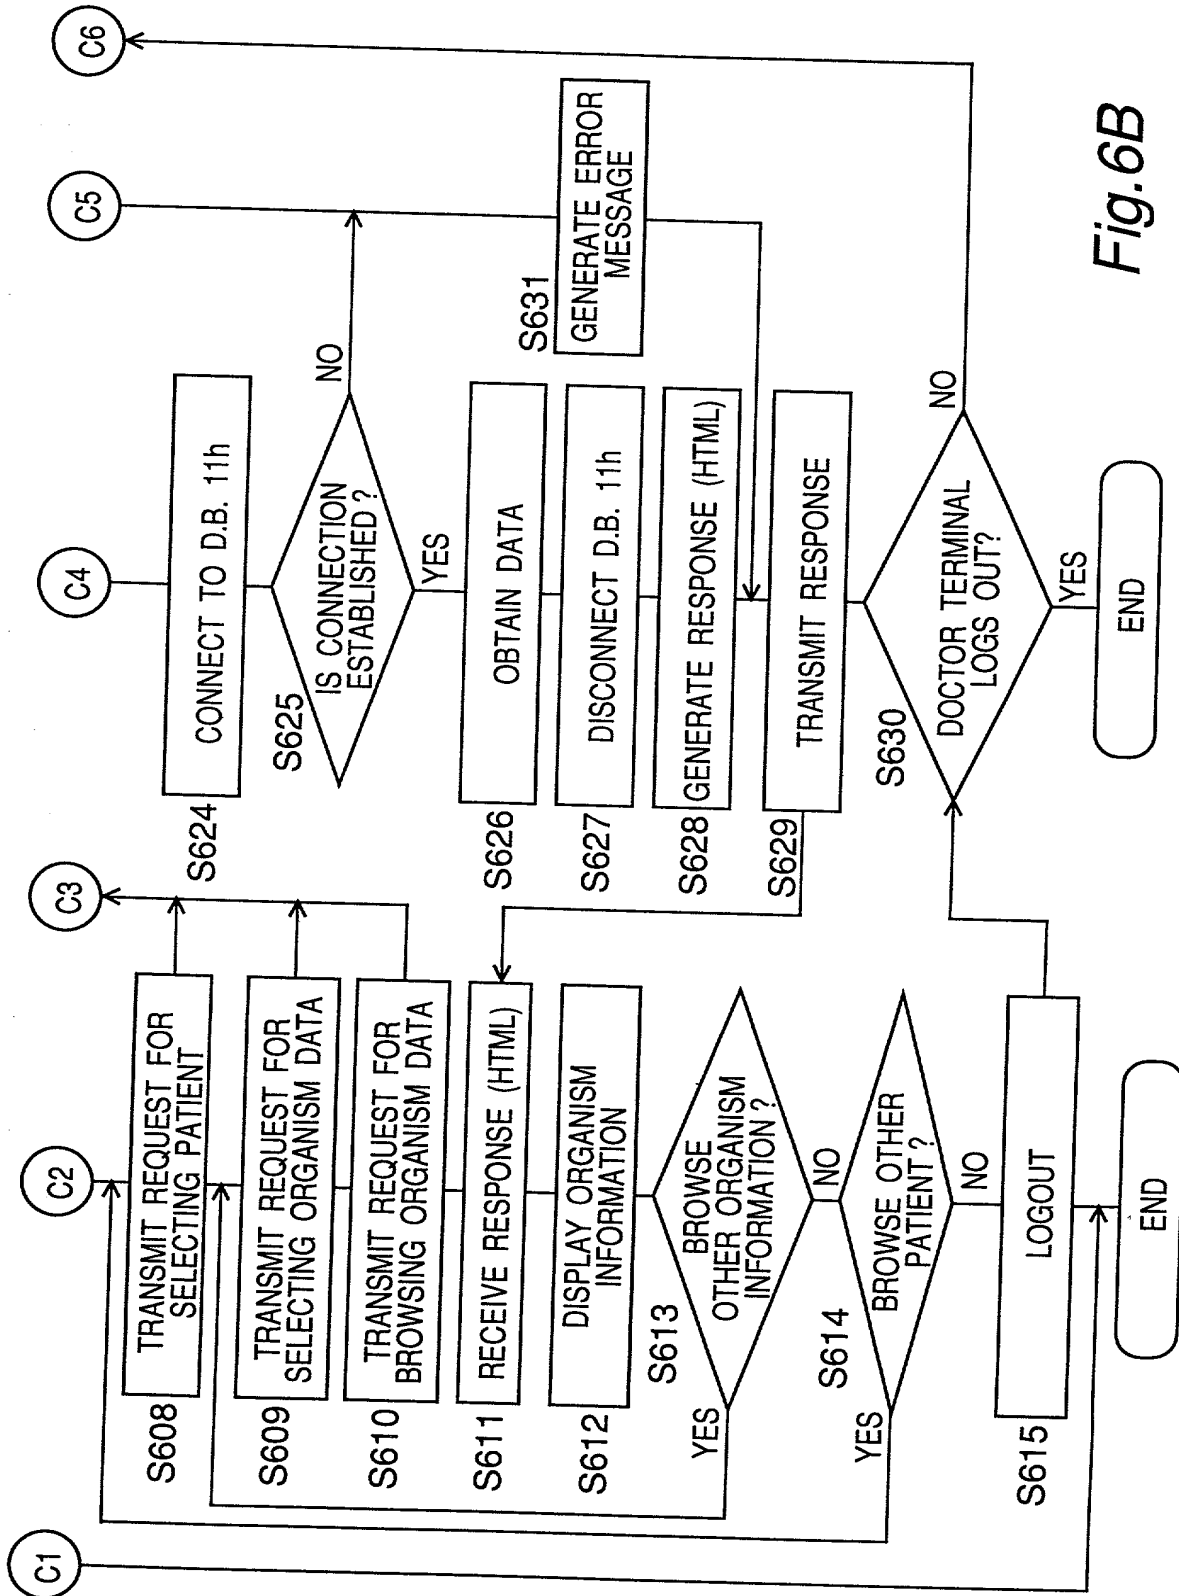 C1
C2
C3
TRANSMIT REQUEST FOR
SELECTING PATIENT
S608
TRANSMIT REQUEST FOR
SELECTING ORGANISM DATA
S609
TRANSMIT REQUEST FOR
BROWSING ORGANISM DATA
S610
RECEIVE RESPONSE (HTML)
S611
DISPLAY ORGANISM
INFORMATION
S612
BROWSE
OTHER ORGANISM
INFORMATION ?
S613
YES
NO
BROWSE OTHER
PATIENT ?
S614
YES
NO
LOGOUT
S615
END
C4
C5
C6
CONNECT TO D.B. 11h
S624
IS CONNECTION
ESTABLISHED ?
S625
NO
YES
OBTAIN DATA
S626
DISCONNECT D.B. 11h
S627
GENERATE RESPONSE (HTML)
S628
GENERATE ERROR
MESSAGE
S631
TRANSMIT RESPONSE
S629
DOCTOR TERMINAL
LOGS OUT?
S630
NO
YES
END
Fig.6B